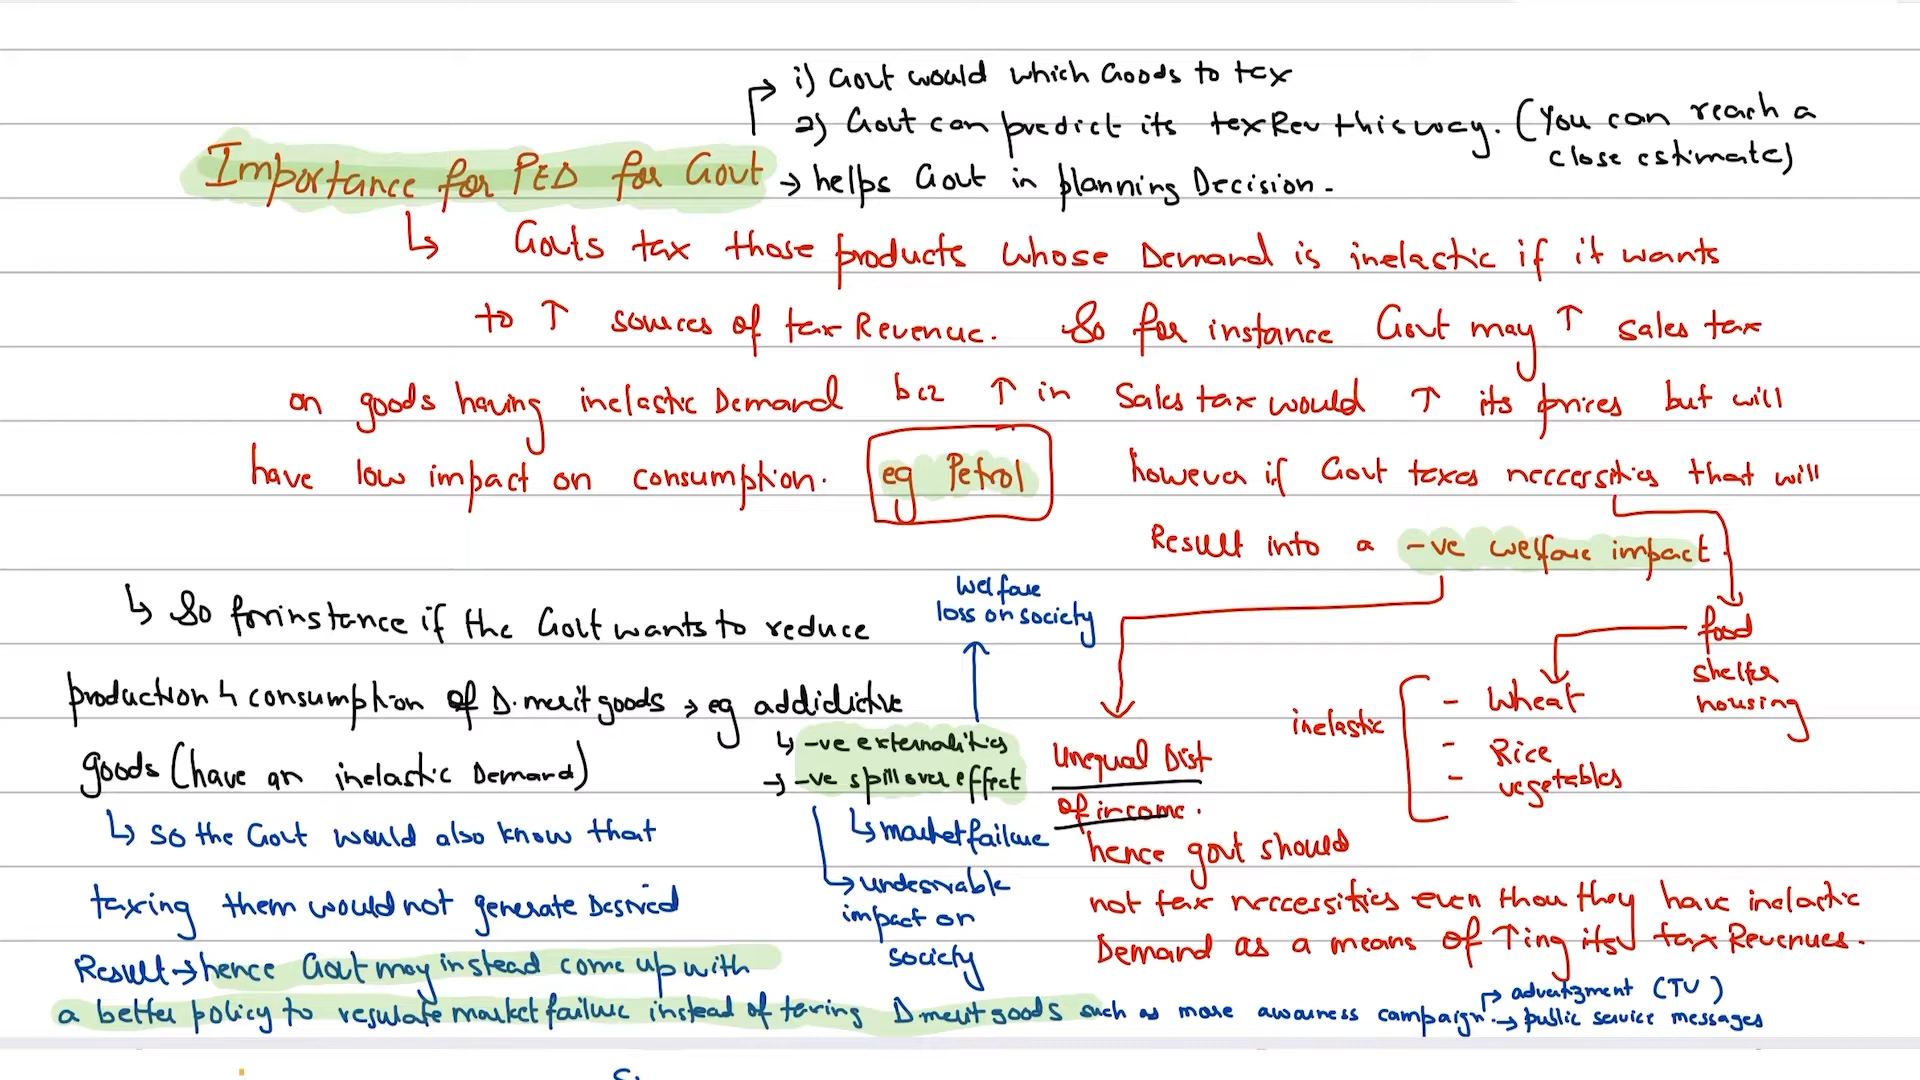 i) Govt would which Goods to tax
2) Govt can predict its tax Rev this way. (You can reach a
close estimate)
Importance for PED for Govt → helps Govt in planning Decision.
↳ Govts tax those products whose Demand is inelastic if it wants
to ↑ sources of tax Revenue. So for instance Govt may ↑ sales tax
on goods having inelastic Demand bcz ↑ in Sales tax would ↑ its prices but will
have low impact on consumption. eg Petrol however if Govt taxes neccessities that will
Result into a -ve welfare impact
food
shelter
housing
inelastic
- Wheat
- Rice
- vegetables
Unequal Dist
of income.
hence govt should
not tax neccessities even thou they have inelastic
Demand as a means of ↑ing its tax Revenues.
↳ So forinstance if the Govt wants to reduce
production & consumption of D.merit goods → eg addidictive
goods (have an inelastic Demand)
welfare
loss on society
↳ -ve externalities
→ -ve spill over effect
↳ market failure
→ undesirable
impact on
society
↳ so the Govt would also know that
taxing them would not generate Desired
Result → hence Govt may instead come up with
a better policy to regulate market failure instead of taxing D merit goods such as more awarness campaign.
→ advertizment (TV)
→ public service messages